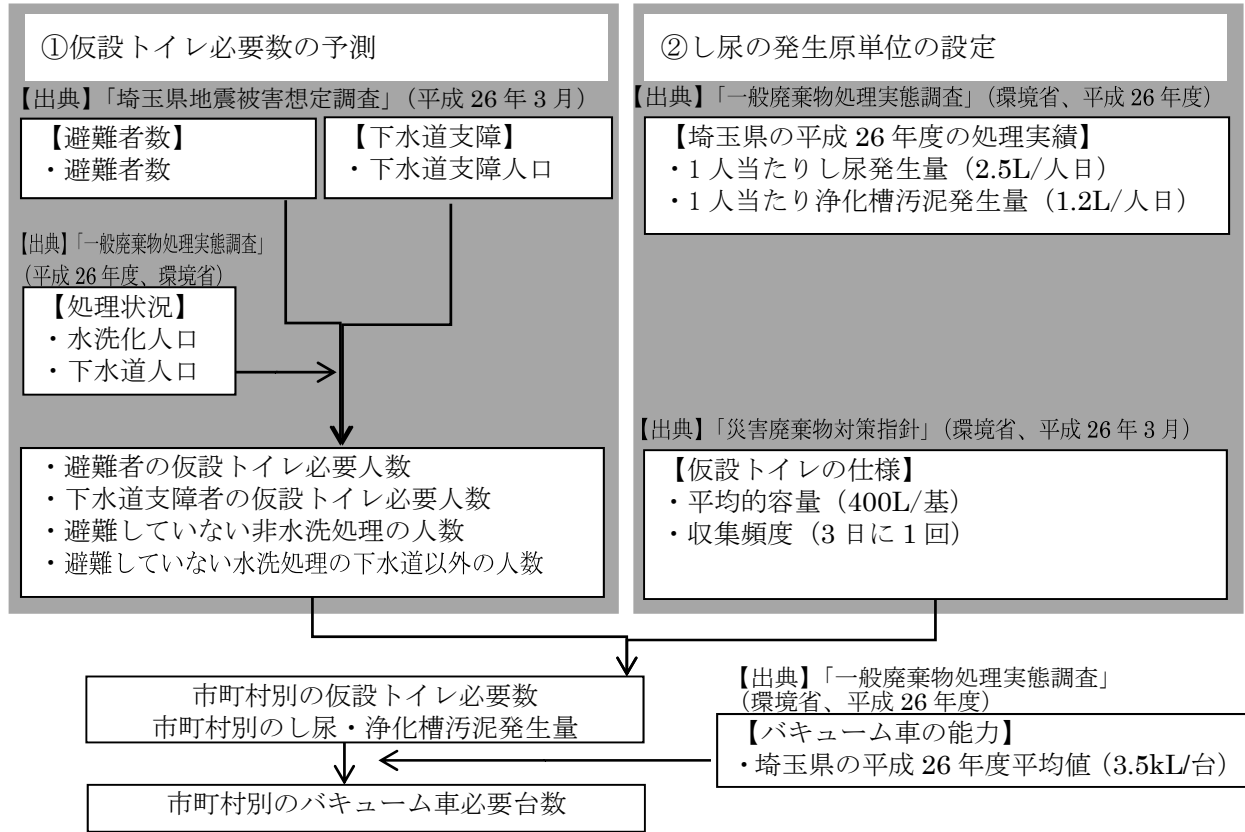 ①仮設トイレ必要数の予測
【出典】「埼玉県地震被害想定調査」（平成 26 年 3 月）
【避難者数】
・避難者数
【下水道支障】
・下水道支障人口
【出典】「一般廃棄物処理実態調査」
（平成 26 年度、環境省）
【処理状況】
・水洗化人口
・下水道人口
・避難者の仮設トイレ必要人数
・下水道支障者の仮設トイレ必要人数
・避難していない非水洗処理の人数
・避難していない水洗処理の下水道以外の人数
②し尿の発生原単位の設定
【出典】「一般廃棄物処理実態調査」（環境省、平成 26 年度）
【埼玉県の平成 26 年度の処理実績】
・1 人当たりし尿発生量（2.5L/人日）
・1 人当たり浄化槽汚泥発生量（1.2L/人日）
【出典】「災害廃棄物対策指針」（環境省、平成 26 年 3 月）
【仮設トイレの仕様】
・平均的容量（400L/基）
・収集頻度（3 日に 1 回）
市町村別の仮設トイレ必要数
市町村別のし尿・浄化槽汚泥発生量
【出典】「一般廃棄物処理実態調査」
（環境省、平成 26 年度）
【バキューム車の能力】
・埼玉県の平成 26 年度平均値（3.5kL/台）
市町村別のバキューム車必要台数